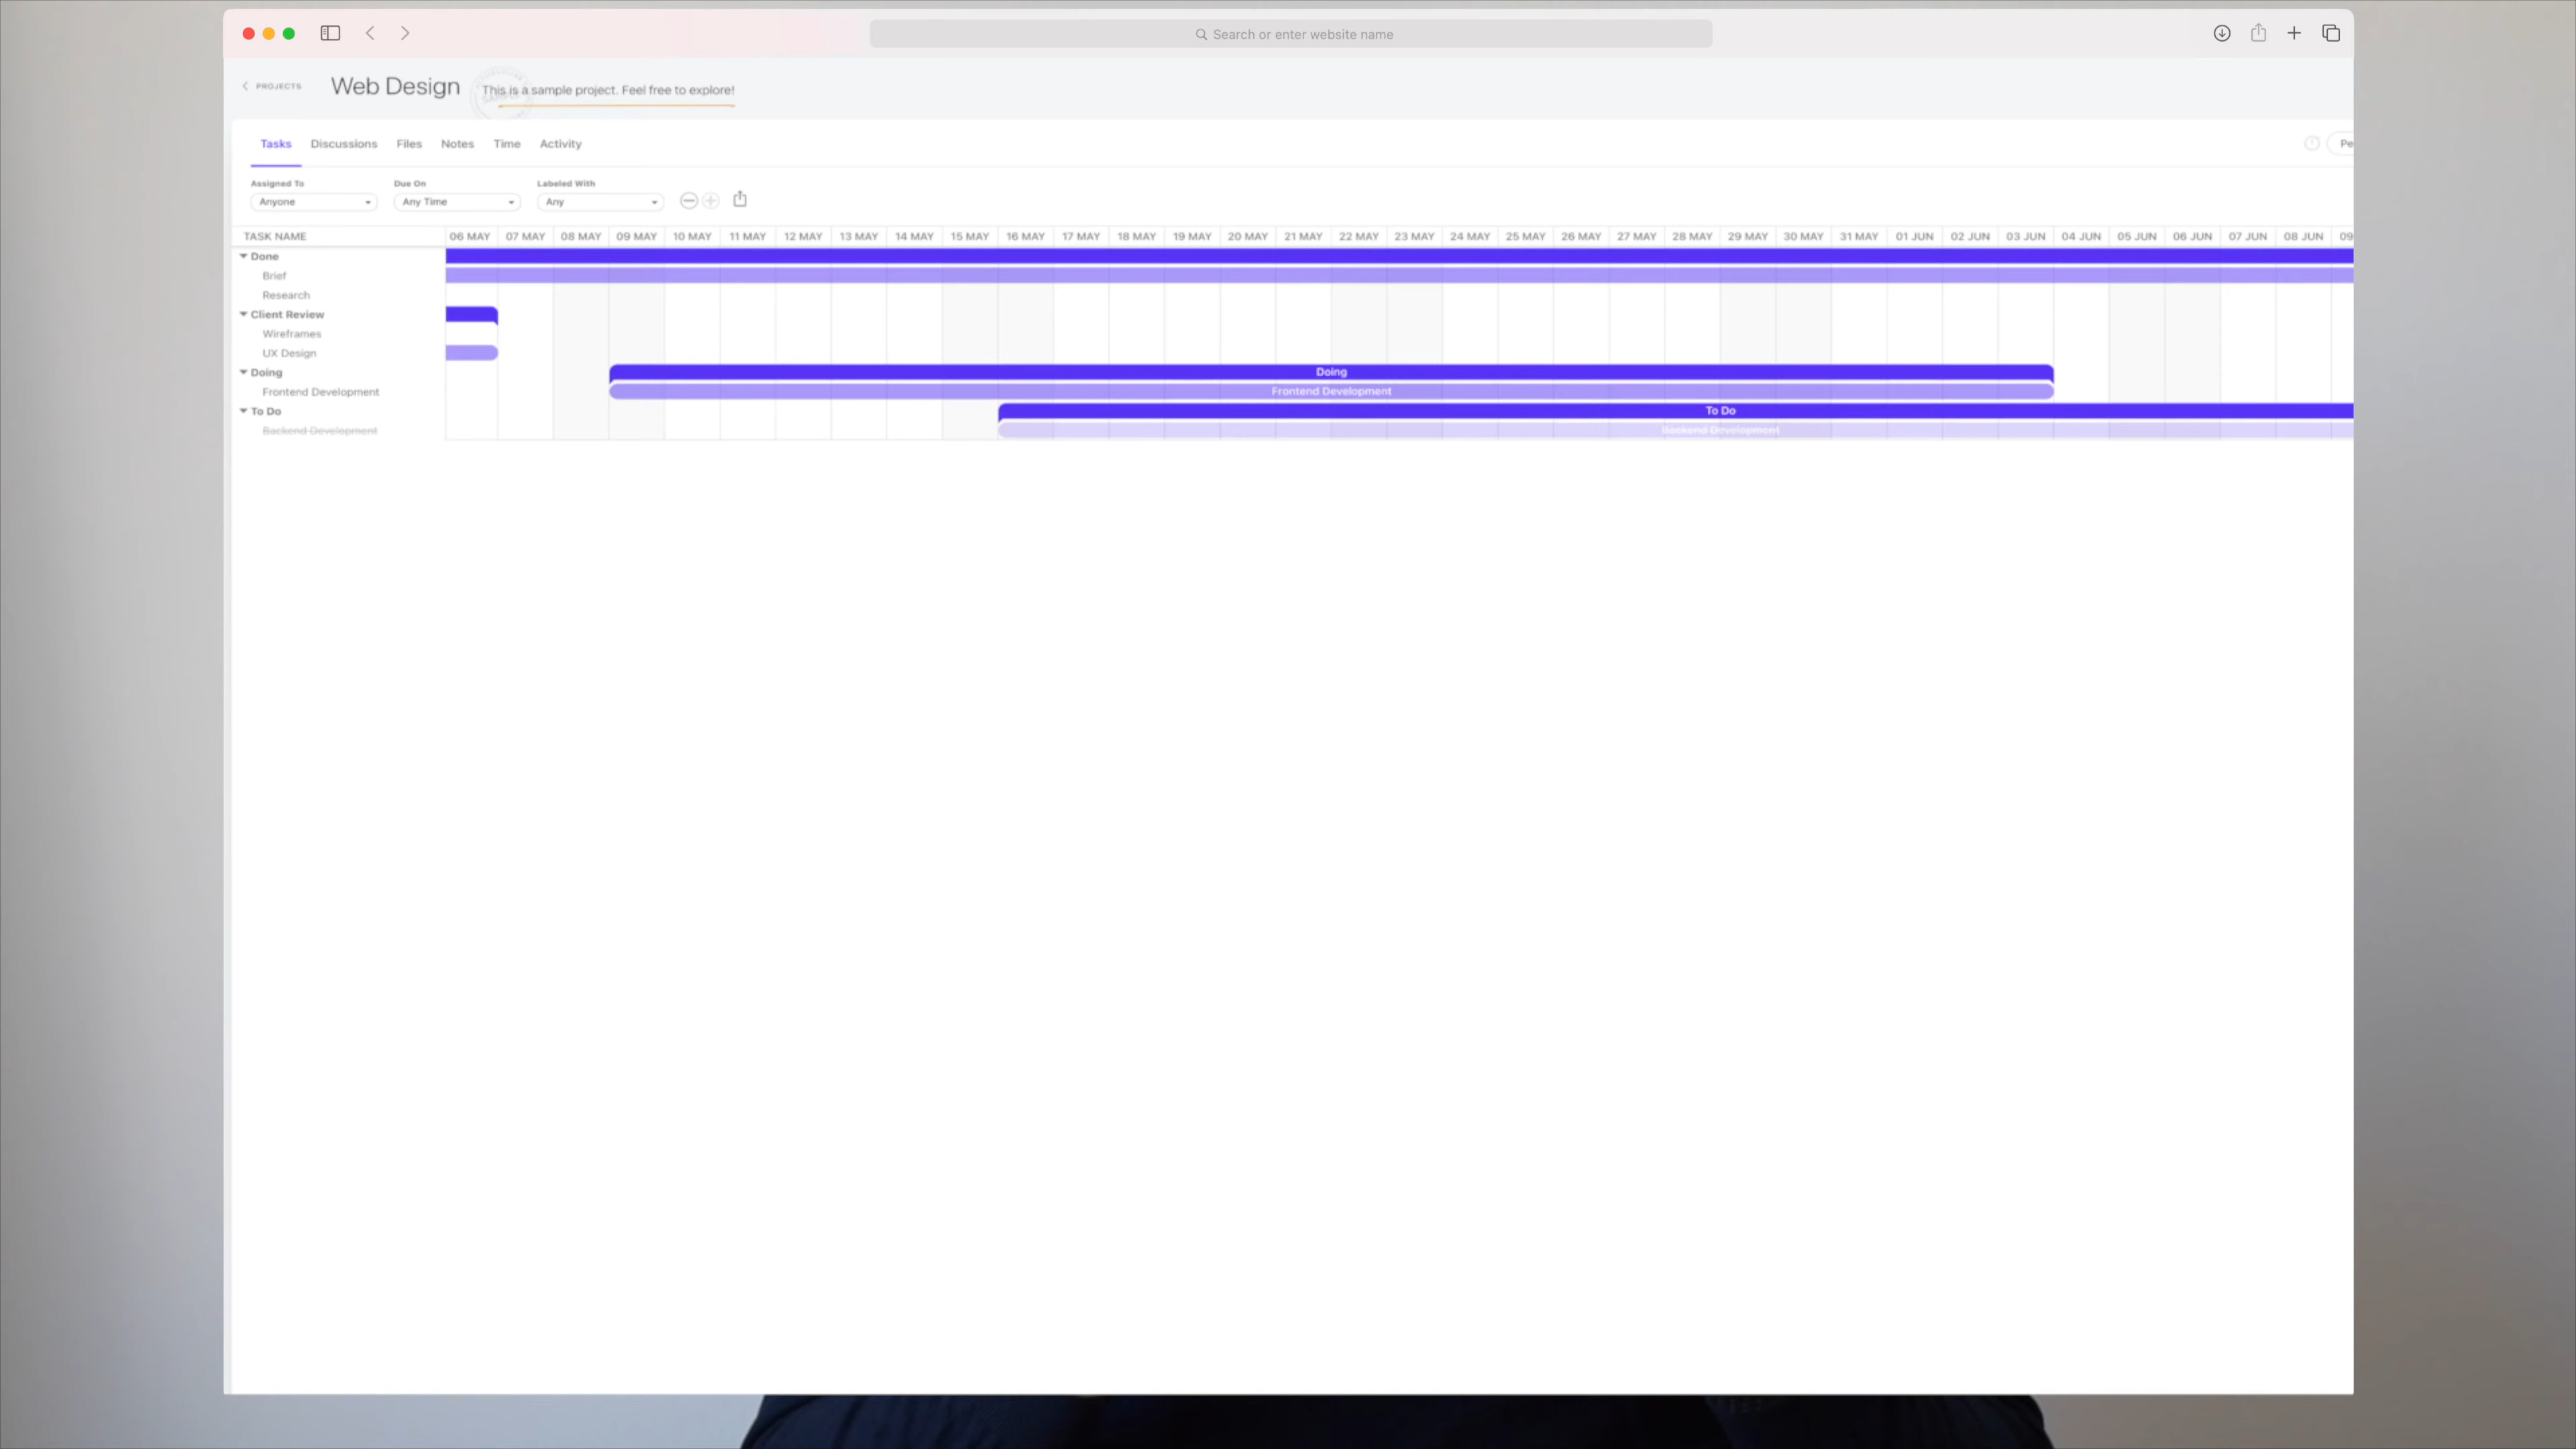 Search or enter website name
PROJECTS
Web Design
This is a sample project. Feel free to explore!
Tasks Discussions Files Notes Time Activity
Pe
Assigned To Due On Labeled With
Anyone Any Time Any
TASK NAME 06 MAY 07 MAY 08 MAY 09 MAY 10 MAY 11 MAY 12 MAY 13 MAY 14 MAY 15 MAY 16 MAY 17 MAY 18 MAY 19 MAY 20 MAY 21 MAY 22 MAY 23 MAY 24 MAY 25 MAY 26 MAY 27 MAY 28 MAY 29 MAY 30 MAY 31 MAY 01 JUN 02 JUN 03 JUN 04 JUN 05 JUN 06 JUN 07 JUN 08 JUN 09
Done
Brief
Research
Client Review
Wireframes
UX Design
Doing Doing
Frontend Development Frontend Development
To Do To Do
Backend Development Backend Development